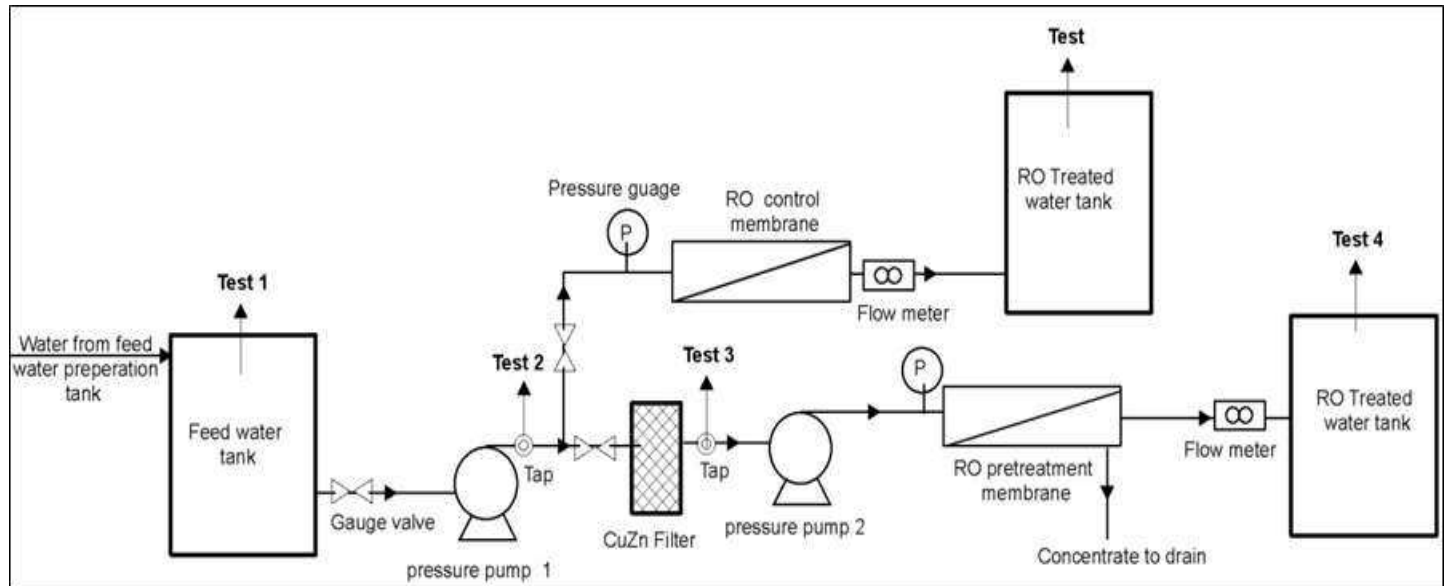 Test
Pressure guage
P
RO control
membrane
RO Treated
water tank
Flow meter
Test 1
Water from feed
water preperation
tank
Feed water
tank
Gauge valve
pressure pump 1
Test 2
Tap
CuZn Filter
Test 3
Tap
pressure pump 2
P
RO pretreatment
membrane
Concentrate to drain
Flow meter
Test 4
RO Treated
water tank